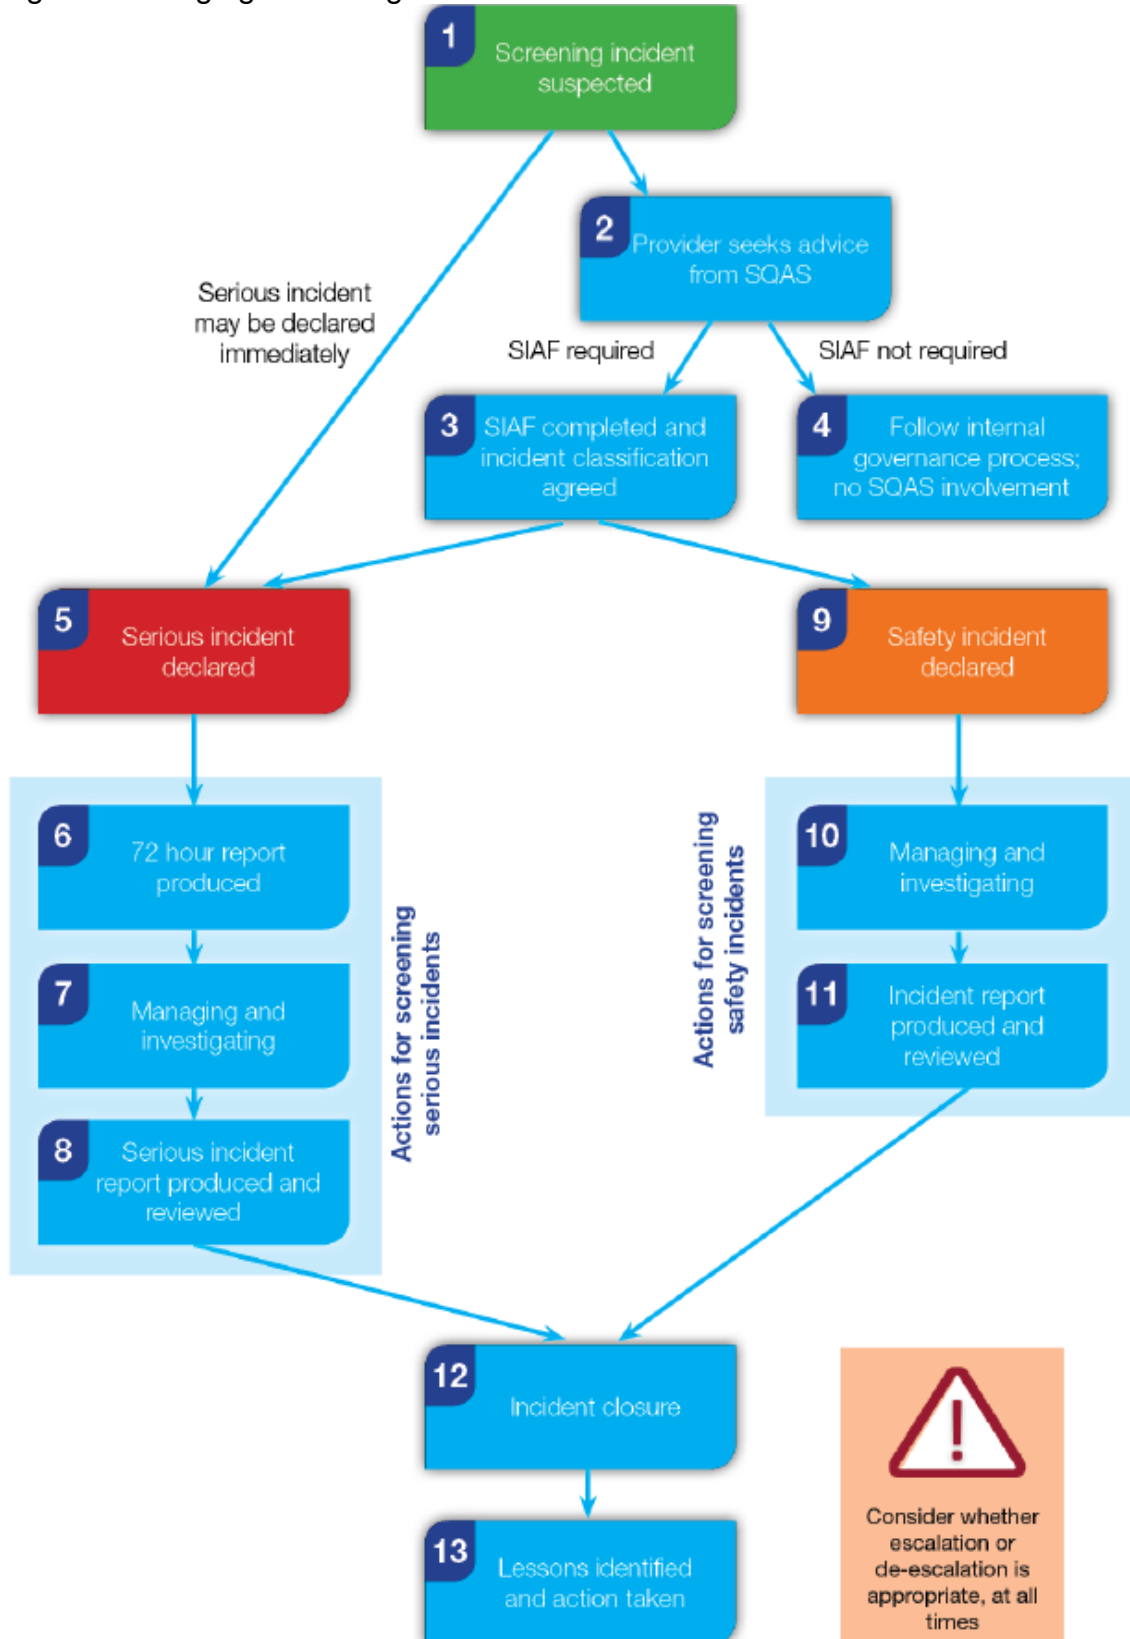 1
Screening incident
suspected
2
Provider seeks advice
from SQAS
Serious incident
may be declared
immediately
SIAF required
SIAF not required
3
SIAF completed and
incident classification
agreed
4
Follow internal
governance process;
no SQAS involvement
5
Serious incident
declared
9
Safety incident
declared
6
72 hour report
produced
7
Managing and
investigating
8
Serious incident
report produced and
reviewed
Actions for screening
serious incidents
Actions for screening
safety incidents
10
Managing and
investigating
11
Incident report
produced and
reviewed
12
Incident closure
13
Lessons identified
and action taken
Consider whether
escalation or
de-escalation is
appropriate, at all
times